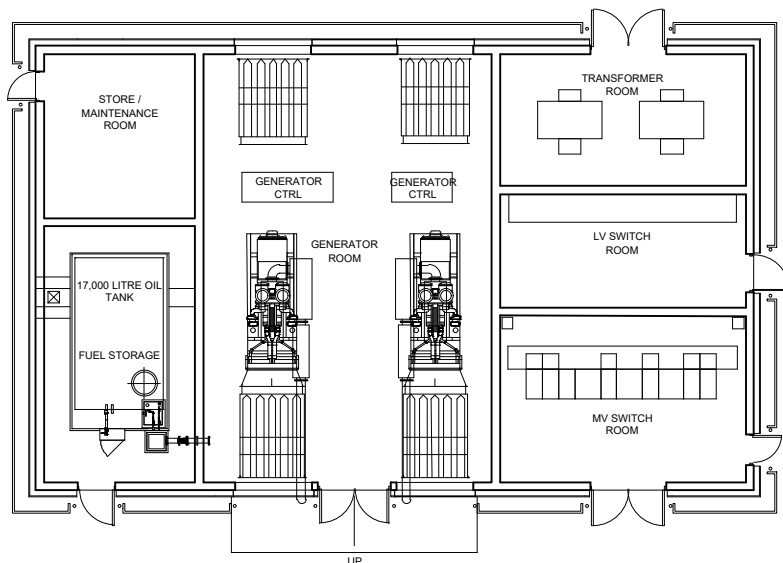 STORE /
MAINTENANCE
ROOM
TRANSFORMER
ROOM
GENERATOR
CTRL
GENERATOR
CTRL
GENERATOR
ROOM
LV SWITCH
ROOM
17,000 LITRE OIL
TANK
FUEL STORAGE
MV SWITCH
ROOM
UP